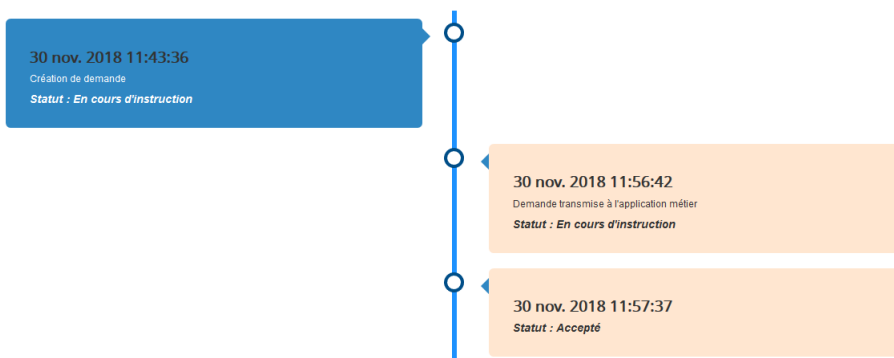 30 nov. 2018 11:43:36
Création de demande
Statut : En cours d'instruction
30 nov. 2018 11:56:42
Demande transmise à l'application métier
Statut : En cours d'instruction
30 nov. 2018 11:57:37
Statut : Accepté